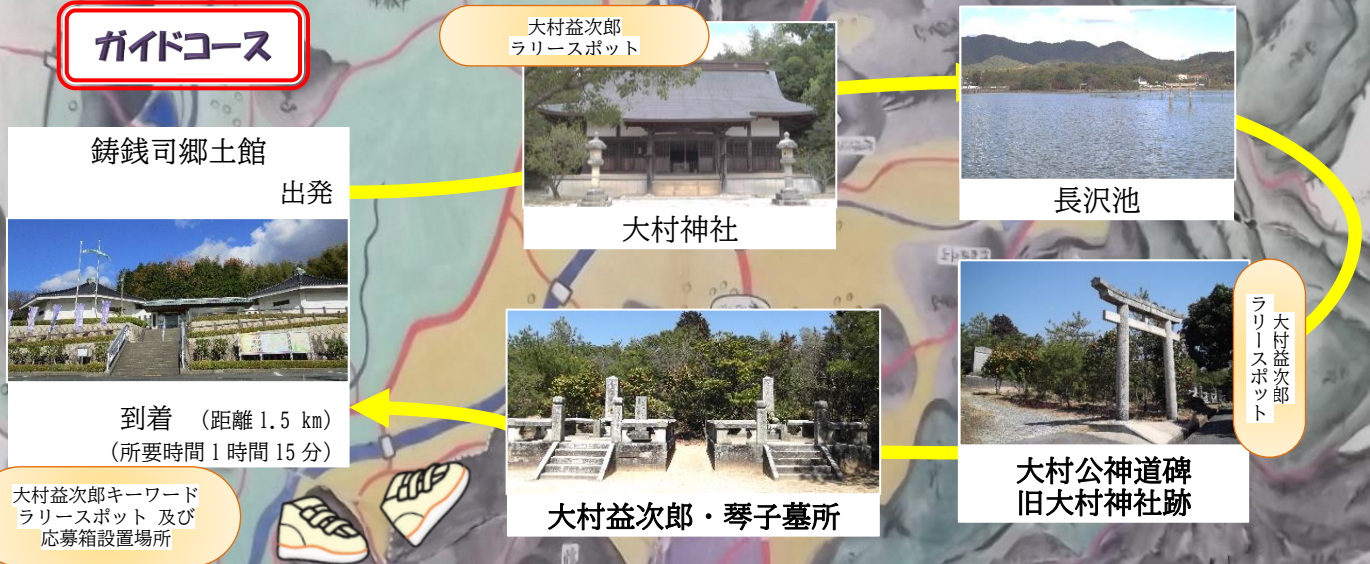 ガイドコース
鋳銭司郷土館
出発
大村益次郎
ラリースポット
大村神社
長沢池
大村益次郎
ラリースポット
大村公神道碑
旧大村神社跡
大村益次郎・琴子墓所
到着 (距離1.5 km)
(所要時間1時間15分)
大村益次郎キーワード
ラリースポット 及び
応募箱設置場所